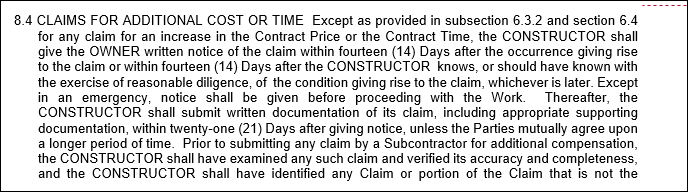 8.4 CLAIMS FOR ADDITIONAL COST OR TIME Except as provided in subsection 6.3.2 and section 6.4
for any claim for an increase in the Contract Price or the Contract Time, the CONSTRUCTOR shall
give the OWNER written notice of the claim within fourteen (14) Days after the occurrence giving rise
to the claim or within fourteen (14) Days after the CONSTRUCTOR knows, or should have known with
the exercise of reasonable diligence, of the condition giving rise to the claim, whichever is later. Except
in an emergency, notice shall be given before proceeding with the Work. Thereafter, the
CONSTRUCTOR shall submit written documentation of its claim, including appropriate supporting
documentation, within twenty-one (21) Days after giving notice, unless the Parties mutually agree upon
a longer period of time. Prior to submitting any claim by a Subcontractor for additional compensation,
the CONSTRUCTOR shall have examined any such claim and verified its accuracy and completeness,
and the CONSTRUCTOR shall have identified any Claim or portion of the Claim that is not the